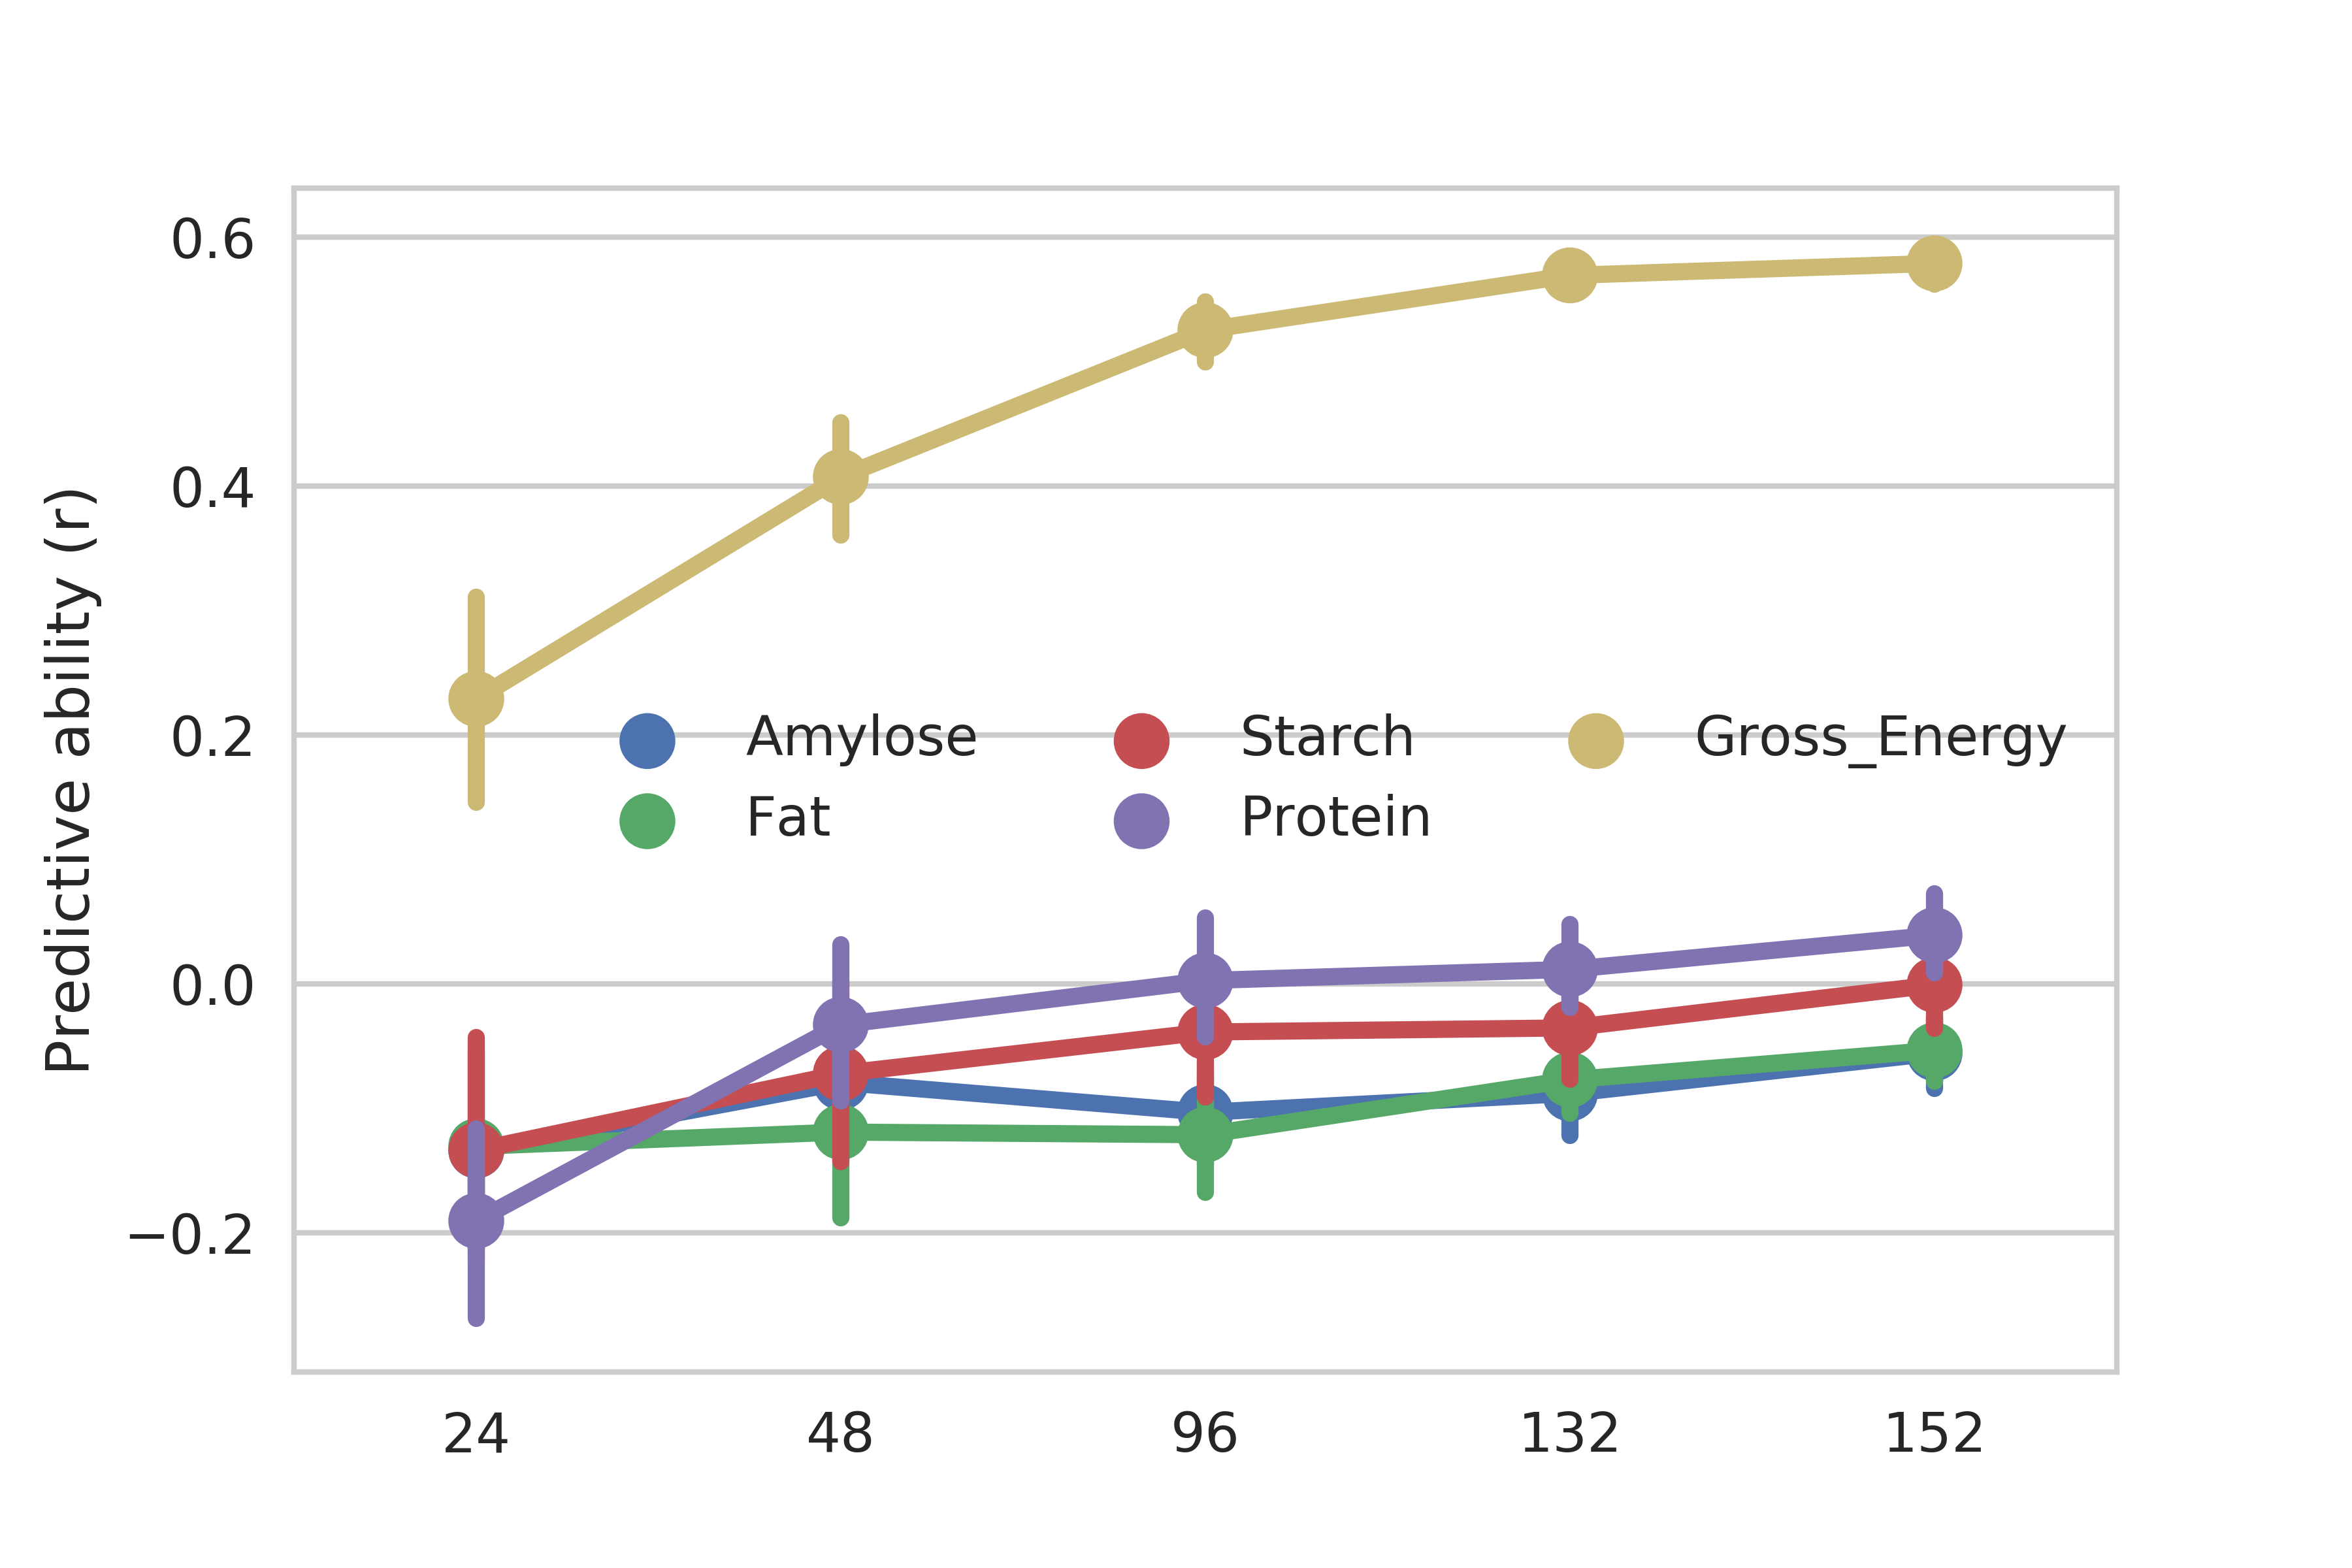 Predictive ability (r)
0.6
0.4
0.2
0.0
−0.2
Amylose Starch Gross_Energy
Fat Protein
24 48 96 132 152